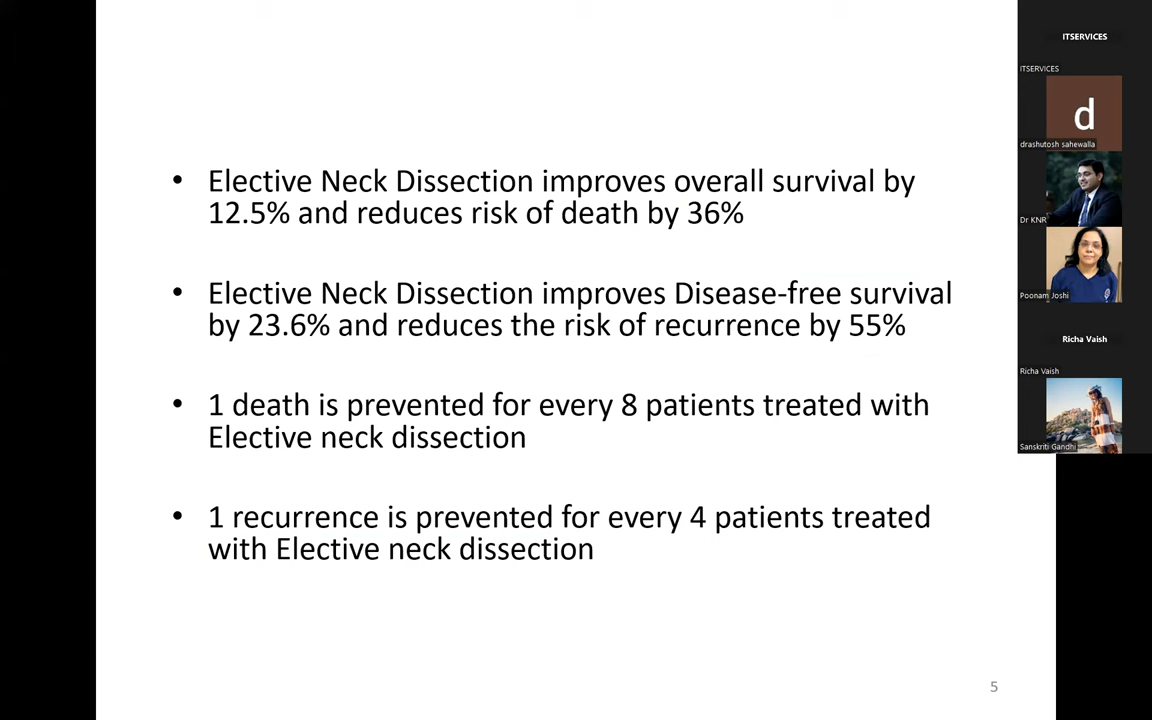 • Elective Neck Dissection improves overall survival by
12.5% and reduces risk of death by 36%
• Elective Neck Dissection improves Disease-free survival
by 23.6% and reduces the risk of recurrence by 55%
• 1 death is prevented for every 8 patients treated with
Elective neck dissection
• 1 recurrence is prevented for every 4 patients treated
with Elective neck dissection
5
ITSERVICES
ITSERVICES
d
drashutosh sahewalla
Dr KNR
Poonam Joshi
Richa Vaish
Richa Vaish
Sanskriti Gandhi